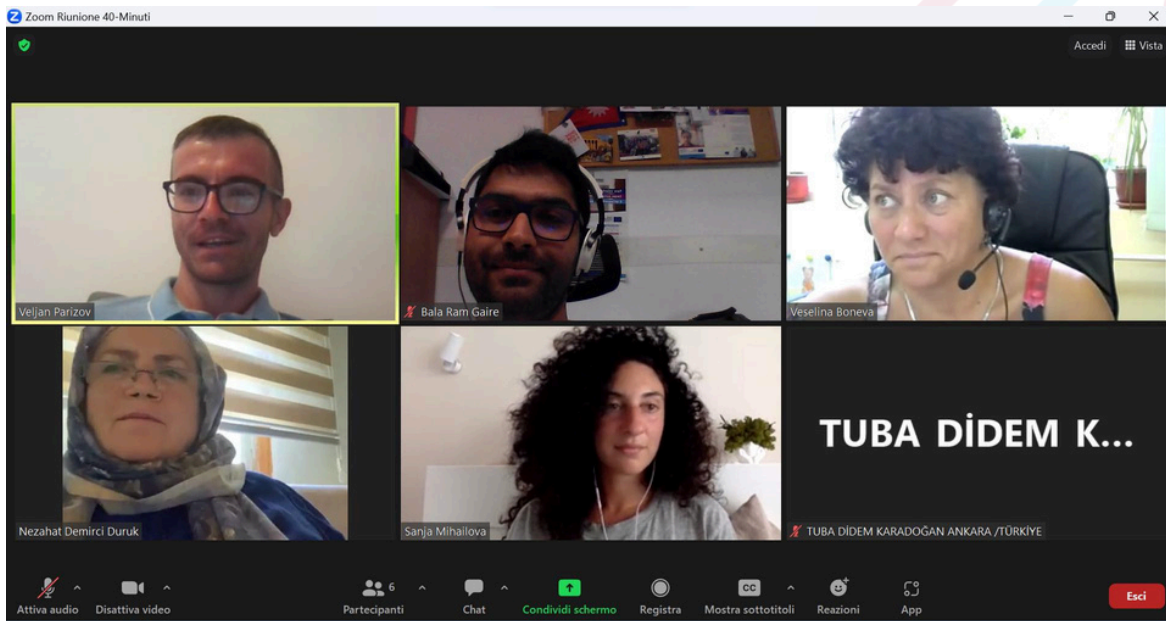 Zoom Riunione 40-Minuti
Accedi
Vista
Veljan Parizov
Bala Ram Gaire
Veselina Boneva
Nezahat Demirci Duruk
Sanja Mihailova
TUBA DİDEM K...
TUBA DİDEM KARADOĞAN ANKARA /TÜRKİYE
Attiva audio
Disattiva video
6
Partecipanti
Chat
Condividi schermo
Registra
CC
Mostra sottotitoli
Reazioni
App
Esci